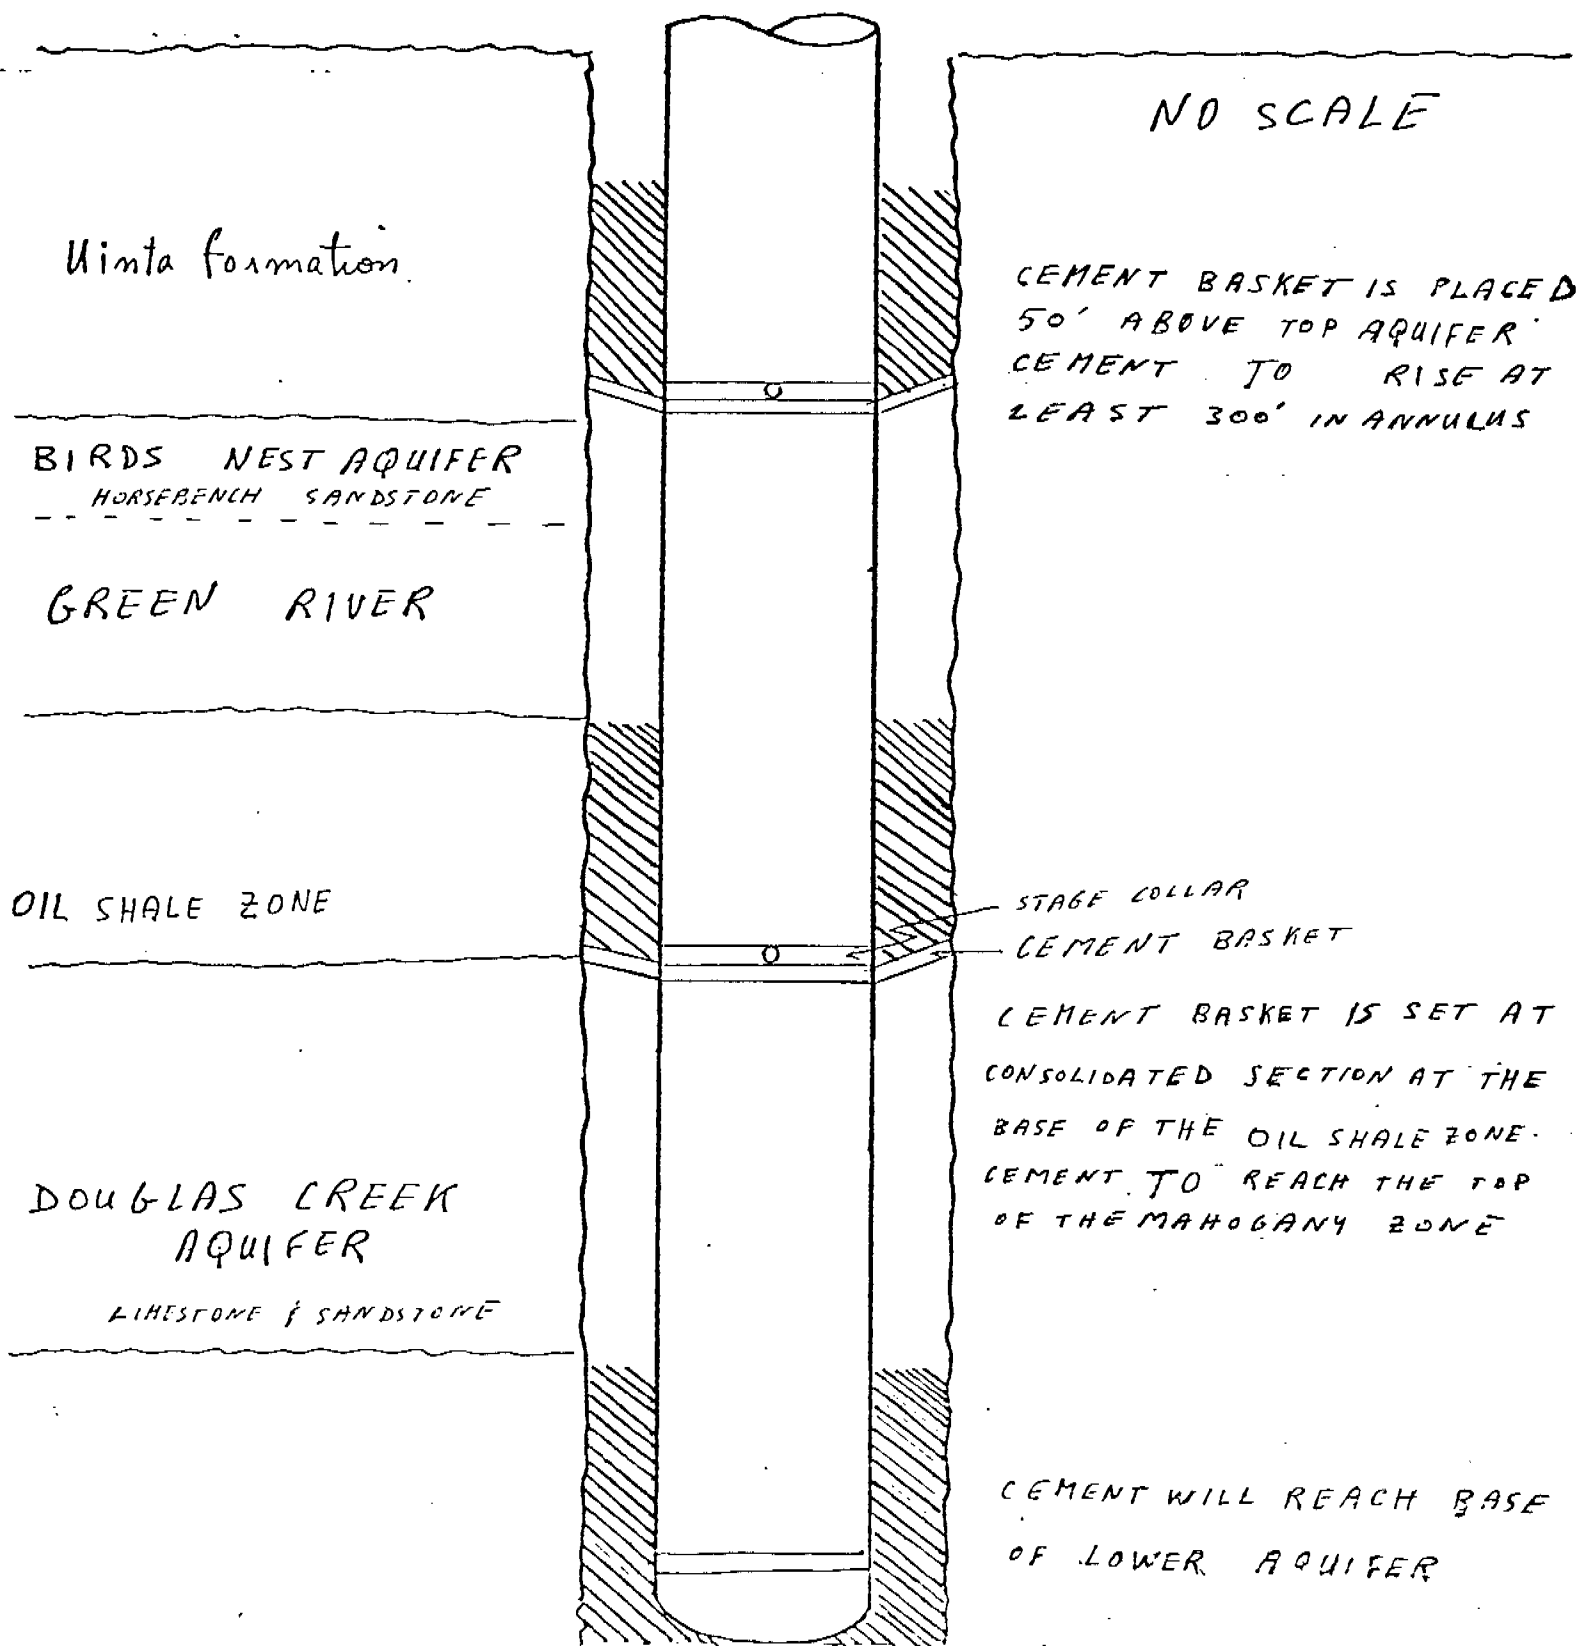 NO SCALE
Uinta formation
CEMENT BASKET IS PLACED
50' ABOVE TOP AQUIFER
CEMENT TO RISE AT
LEAST 300' IN ANNULUS
BIRDS NEST AQUIFER
HORSEBENCH SANDSTONE
GREEN RIVER
OIL SHALE ZONE
STAGE COLLAR
CEMENT BASKET
CEMENT BASKET IS SET AT
CONSOLIDATED SECTION AT THE
BASE OF THE OIL SHALE ZONE.
CEMENT TO REACH THE TOP
OF THE MAHOGANY ZONE
DOUGLAS CREEK
AQUIFER
LIMESTONE & SANDSTONE
CEMENT WILL REACH BASE
OF LOWER AQUIFER